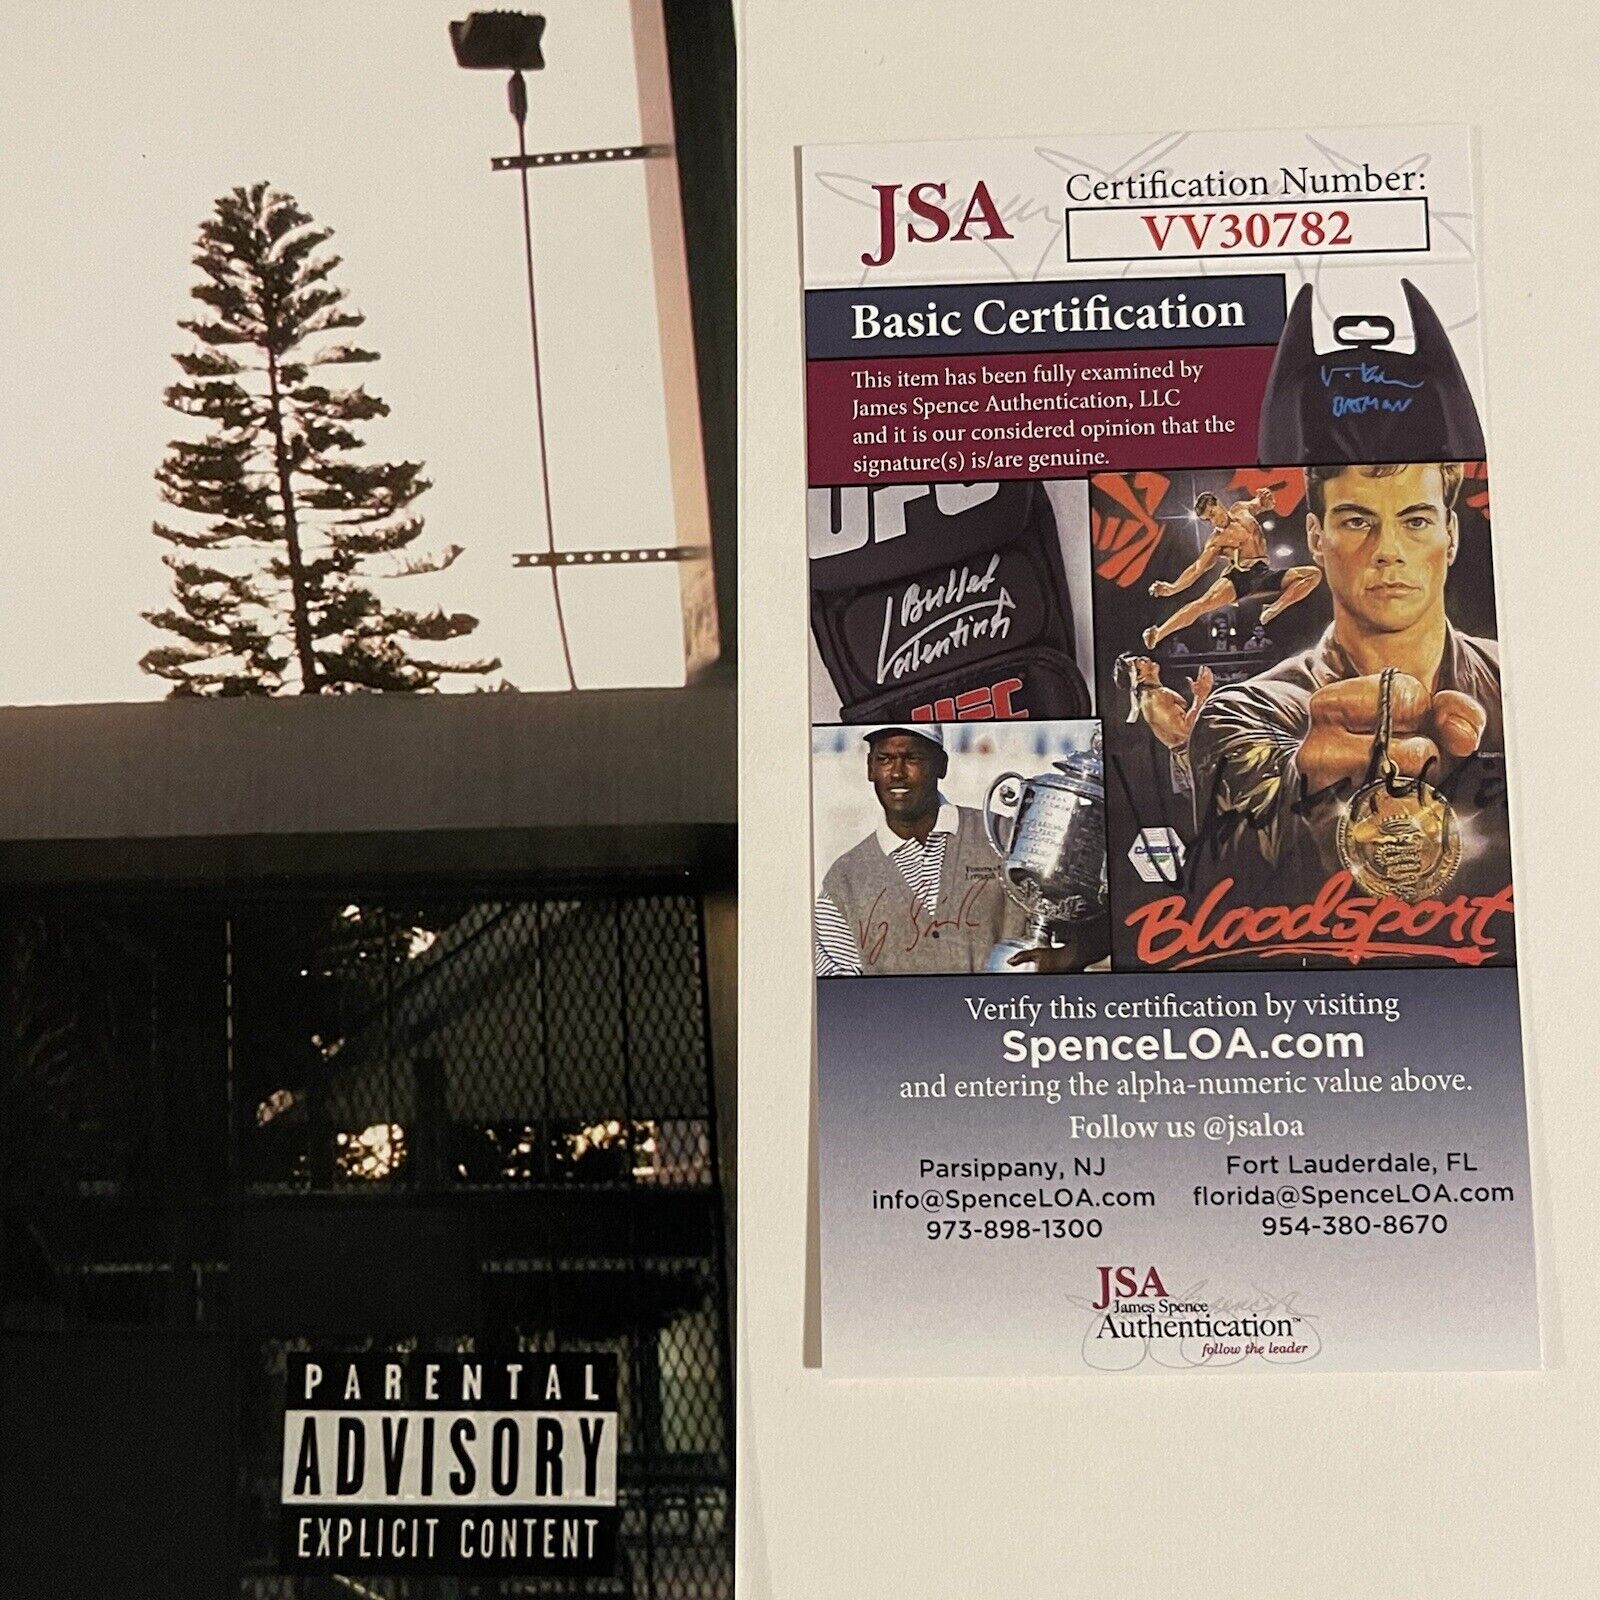 PARENTAL
ADVISORY
EXPLICIT CONTENT
JSA
Certification Number:
VV30782
Basic Certification
This item has been fully examined by
James Spence Authentication, LLC
and it is our considered opinion that the
signature(s) is/are genuine.
BATMAN
UFC
Bullet
Valentina
UFC
CANNON
Bloodsport
Verify this certification by visiting
SpenceLOA.com
and entering the alpha-numeric value above.
Follow us @jsaloa
Parsippany, NJ
info@SpenceLOA.com
973-898-1300
Fort Lauderdale, FL
florida@SpenceLOA.com
954-380-8670
JSA
James Spence
Authentication™
follow the leader